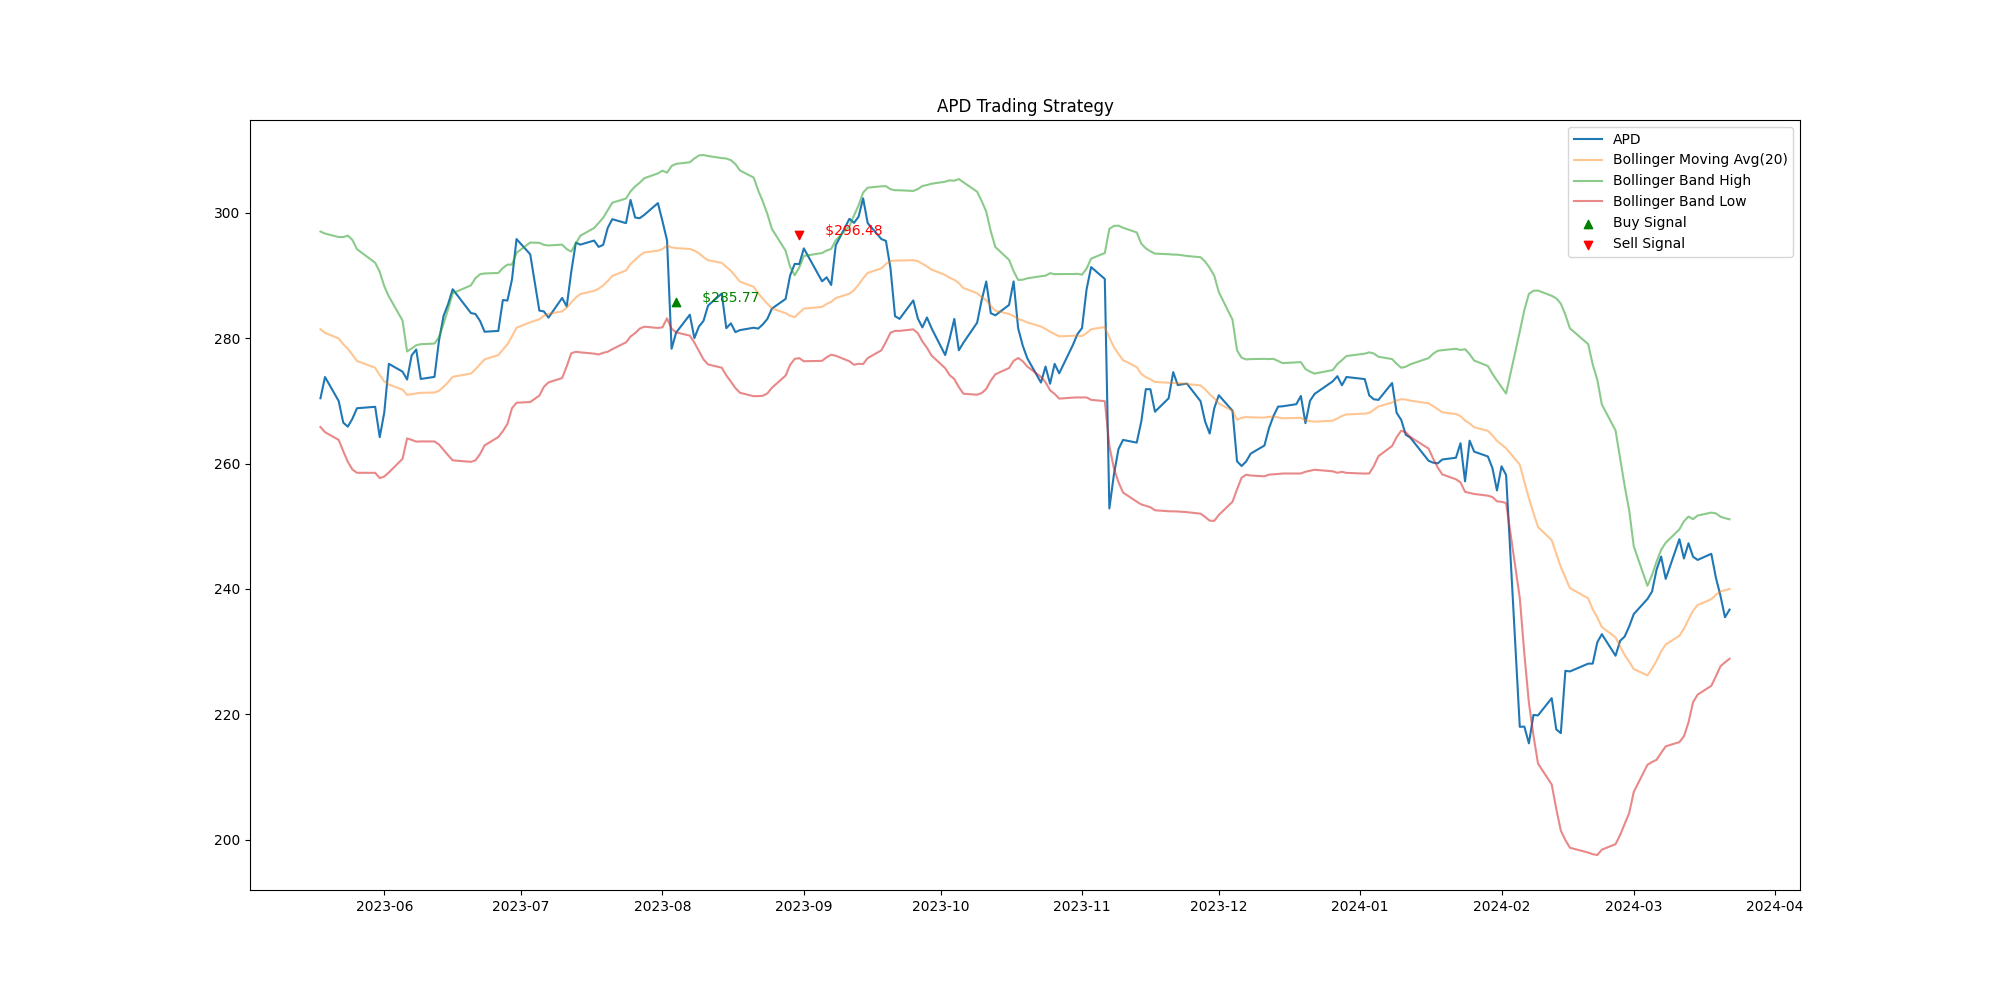 APD Trading Strategy
APD
Bollinger Moving Avg(20)
Bollinger Band High
Bollinger Band Low
Buy Signal
Sell Signal
300
280
260
240
220
200
$296.48
$285.77
2023-06
2023-07
2023-08
2023-09
2023-10
2023-11
2023-12
2024-01
2024-02
2024-03
2024-04